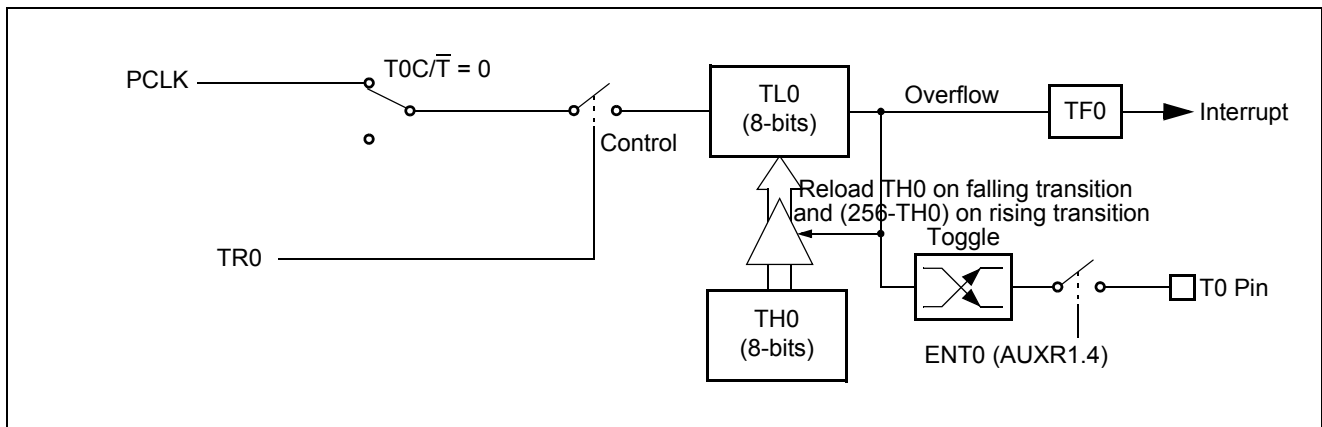 PCLK
T0C/T̅ = 0
Control
TR0
TL0
(8-bits)
Overflow
TF0
Interrupt
Reload TH0 on falling transition
and (256-TH0) on rising transition
Toggle
TH0
(8-bits)
T0 Pin
ENT0 (AUXR1.4)